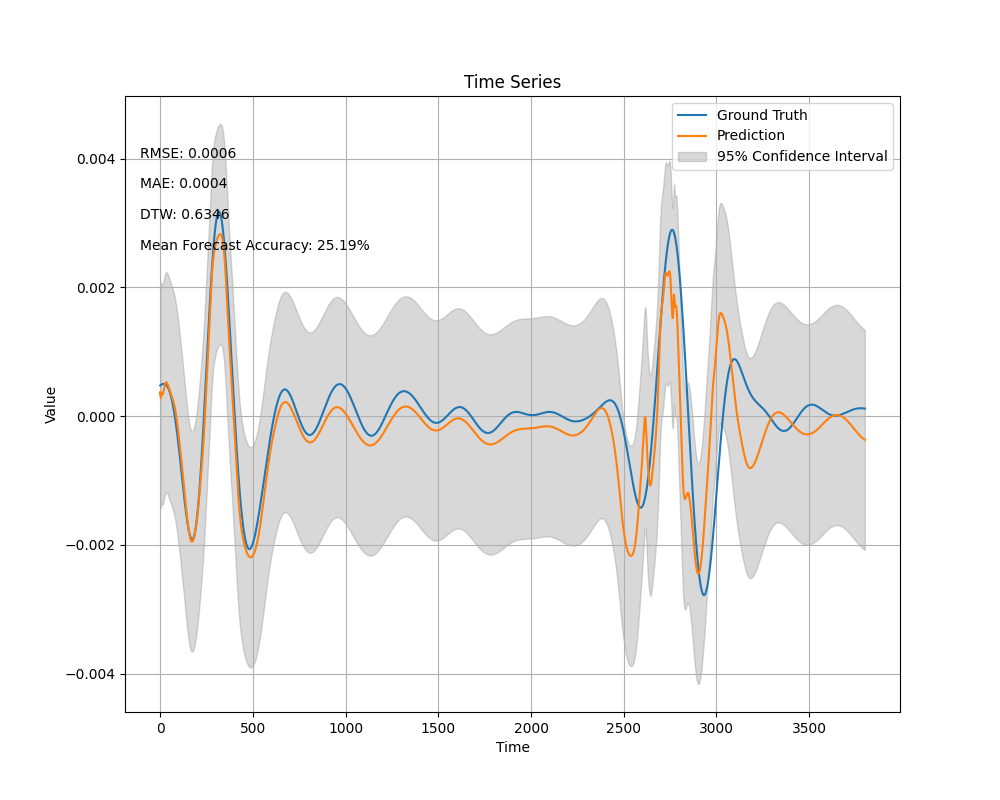 Time Series
Ground Truth
Prediction
95% Confidence Interval
RMSE: 0.0006
MAE: 0.0004
DTW: 0.6346
Mean Forecast Accuracy: 25.19%
Value
0.004
0.002
0.000
−0.002
−0.004
0 500 1000 1500 2000 2500 3000 3500
Time